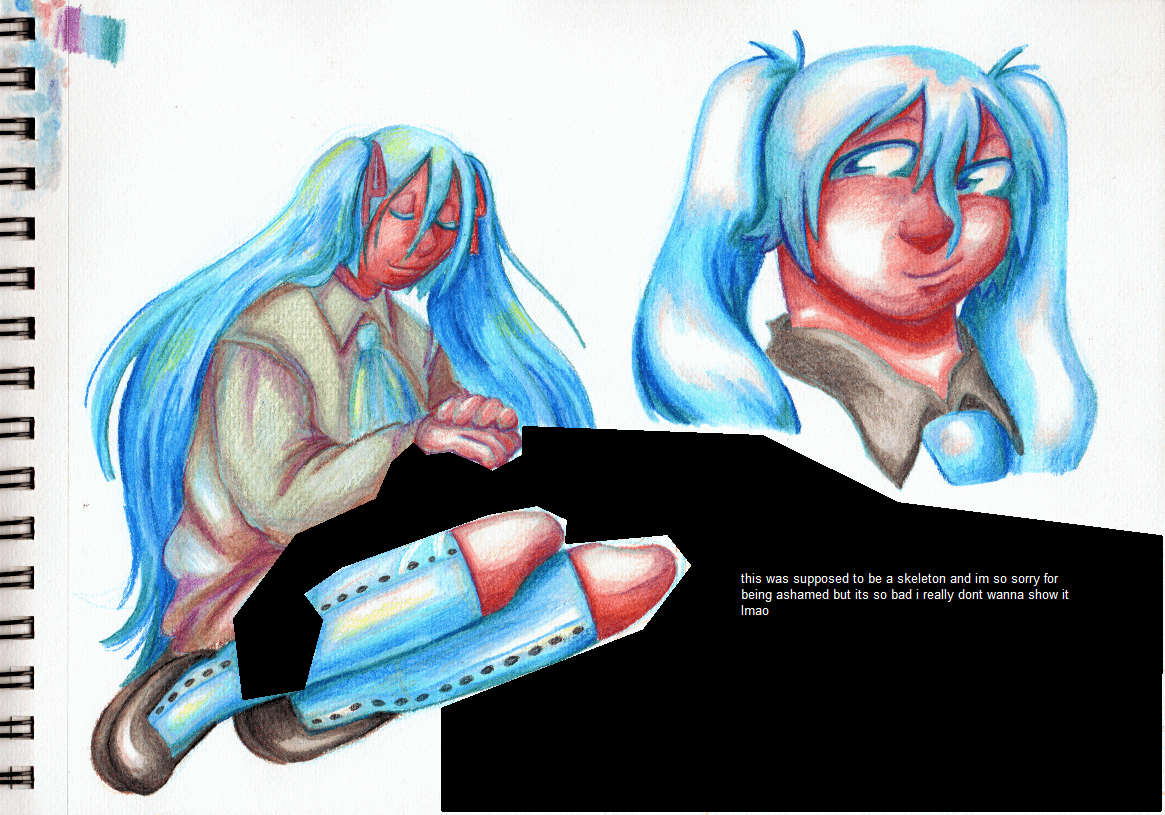 this was supposed to be a skeleton and im so sorry for
being ashamed but its so bad i really dont wanna show it
lmao